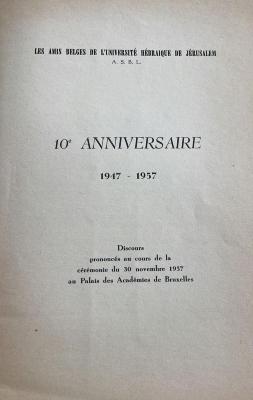 LES AMIS BELGES DE L'UNIVERSITÉ HÉBRAIQUE DE JÉRUSALEM
A. S. B. L.
10e ANNIVERSAIRE
1947 - 1957
Discours
prononcés au cours de la
cérémonie du 30 novembre 1957
au Palais des Académies de Bruxelles